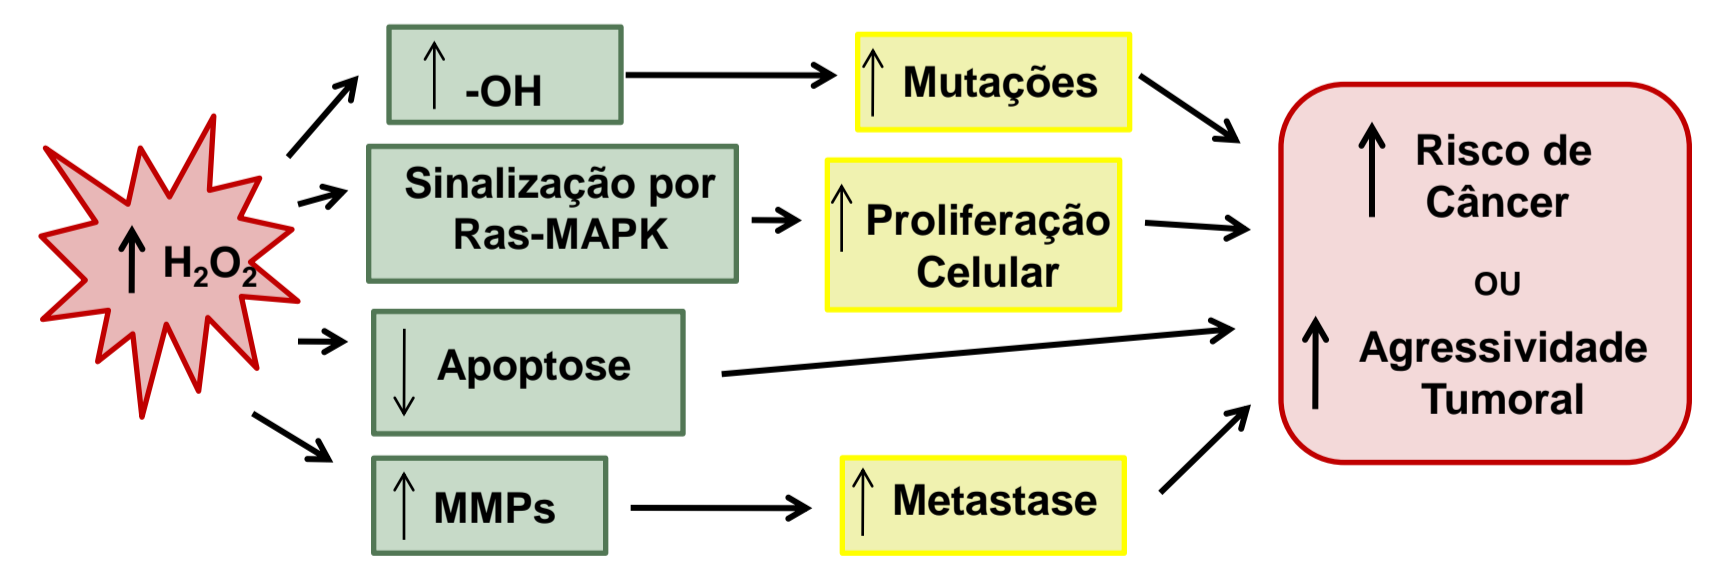 ↑ H₂O₂
↑ -OH
Sinalização por
Ras-MAPK
↓ Apoptose
↑ MMPs
↑ Mutações
↑ Proliferação
Celular
↑ Metastase
↑ Risco de
Câncer
OU
↑ Agressividade
Tumoral